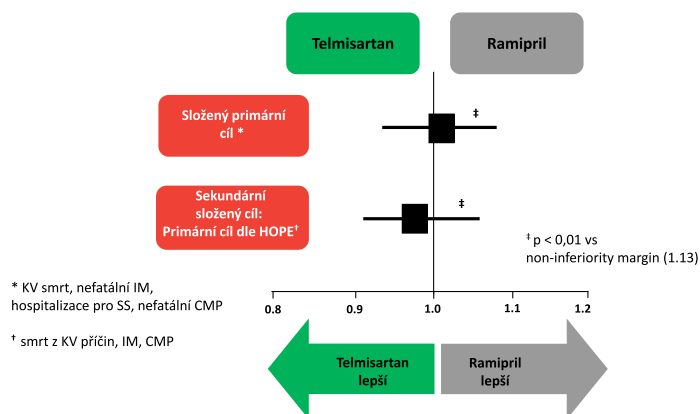 Telmisartan
Ramipril
Složený primární
cíl *
‡
Sekundární
složený cíl:
Primární cíl dle HOPE†
‡
‡ p < 0,01 vs
non-inferiority margin (1.13)
* KV smrt, nefatální IM,
hospitalizace pro SS, nefatální CMP
† smrt z KV příčin, IM, CMP
0.8 0.9 1.0 1.1 1.2
Telmisartan
lepší
Ramipril
lepší